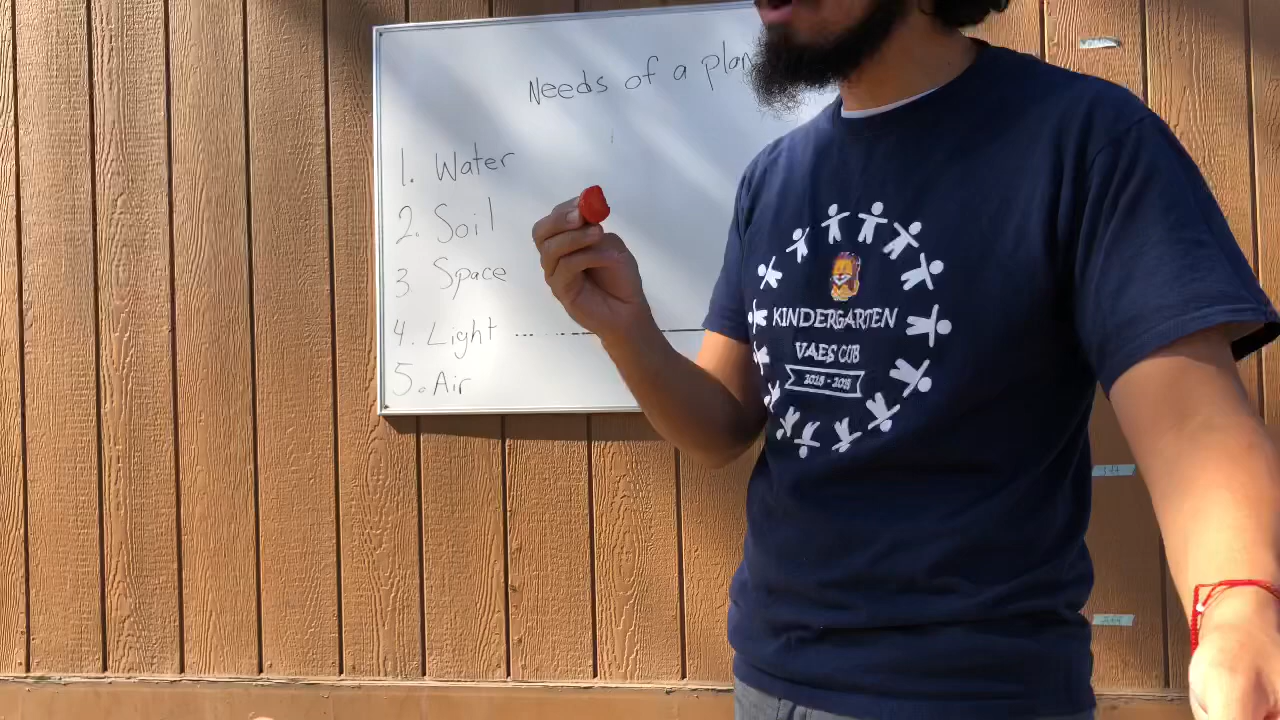 Needs of a plan
1. Water
2. Soil
3 Space
4. Light
5. Air
KINDERGARTEN
VAES CUB
2018 - 2019